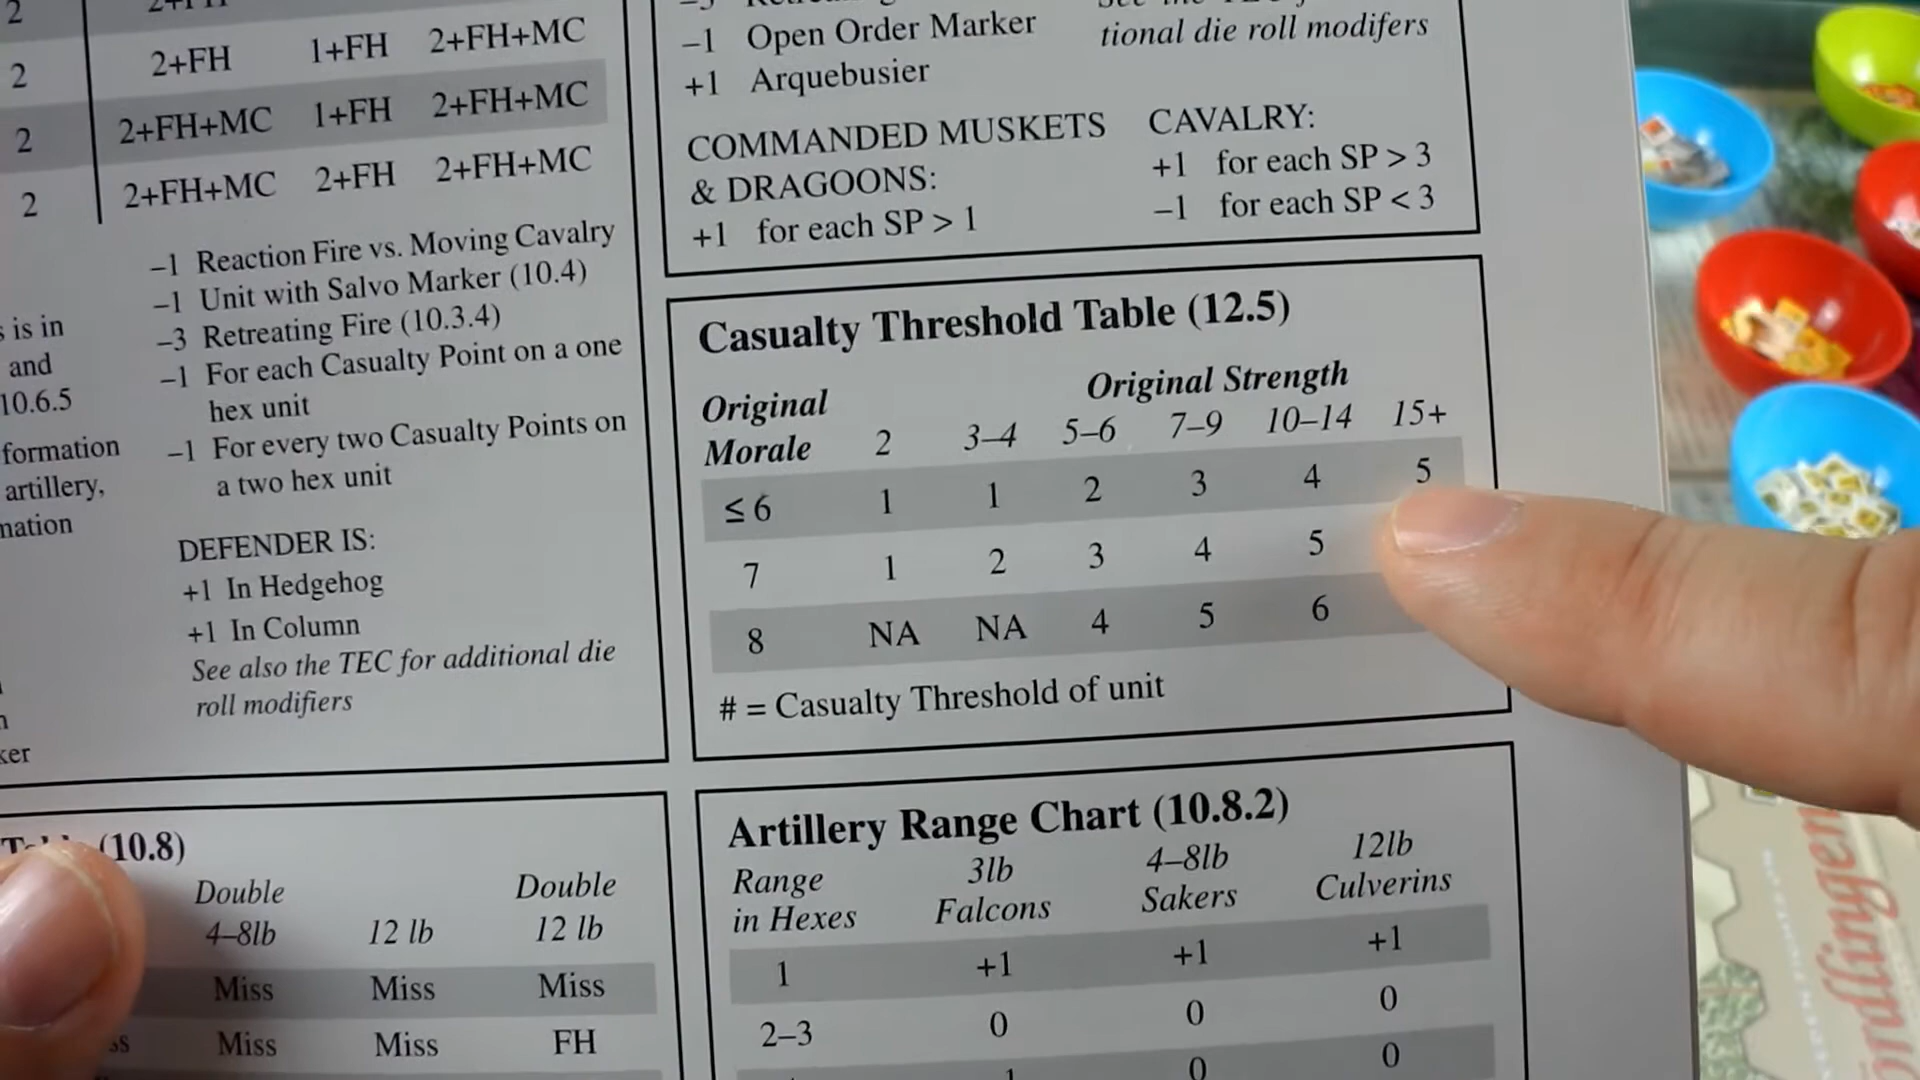 2
2 2+FH 1+FH 2+FH+MC
2 2+FH+MC 1+FH 2+FH+MC
2 2+FH+MC 2+FH 2+FH+MC
–1 Reaction Fire vs. Moving Cavalry
–1 Unit with Salvo Marker (10.4)
–3 Retreating Fire (10.3.4)
–1 For each Casualty Point on a one
hex unit
–1 For every two Casualty Points on
a two hex unit
DEFENDER IS:
+1 In Hedgehog
+1 In Column
See also the TEC for additional die
roll modifiers
is in
and
10.6.5
formation
artillery,
–1 Open Order Marker
+1 Arquebusier
tional die roll modifers
COMMANDED MUSKETS
& DRAGOONS:
+1 for each SP > 1
CAVALRY:
+1 for each SP > 3
–1 for each SP < 3
Casualty Threshold Table (12.5)
Original Strength
Original
Morale 2 3–4 5–6 7–9 10–14 15+
≤ 6 1 1 2 3 4 5
7 1 2 3 4 5
8 NA NA 4 5 6
# = Casualty Threshold of unit
(10.8)
Double Double
4–8lb 12 lb 12 lb
Miss Miss Miss
Miss Miss FH
Artillery Range Chart (10.8.2)
Range 3lb 4–8lb 12lb
in Hexes Falcons Sakers Culverins
1 +1 +1 +1
2–3 0 0 0
0 0